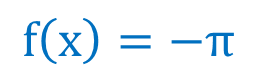 f(x) = −π